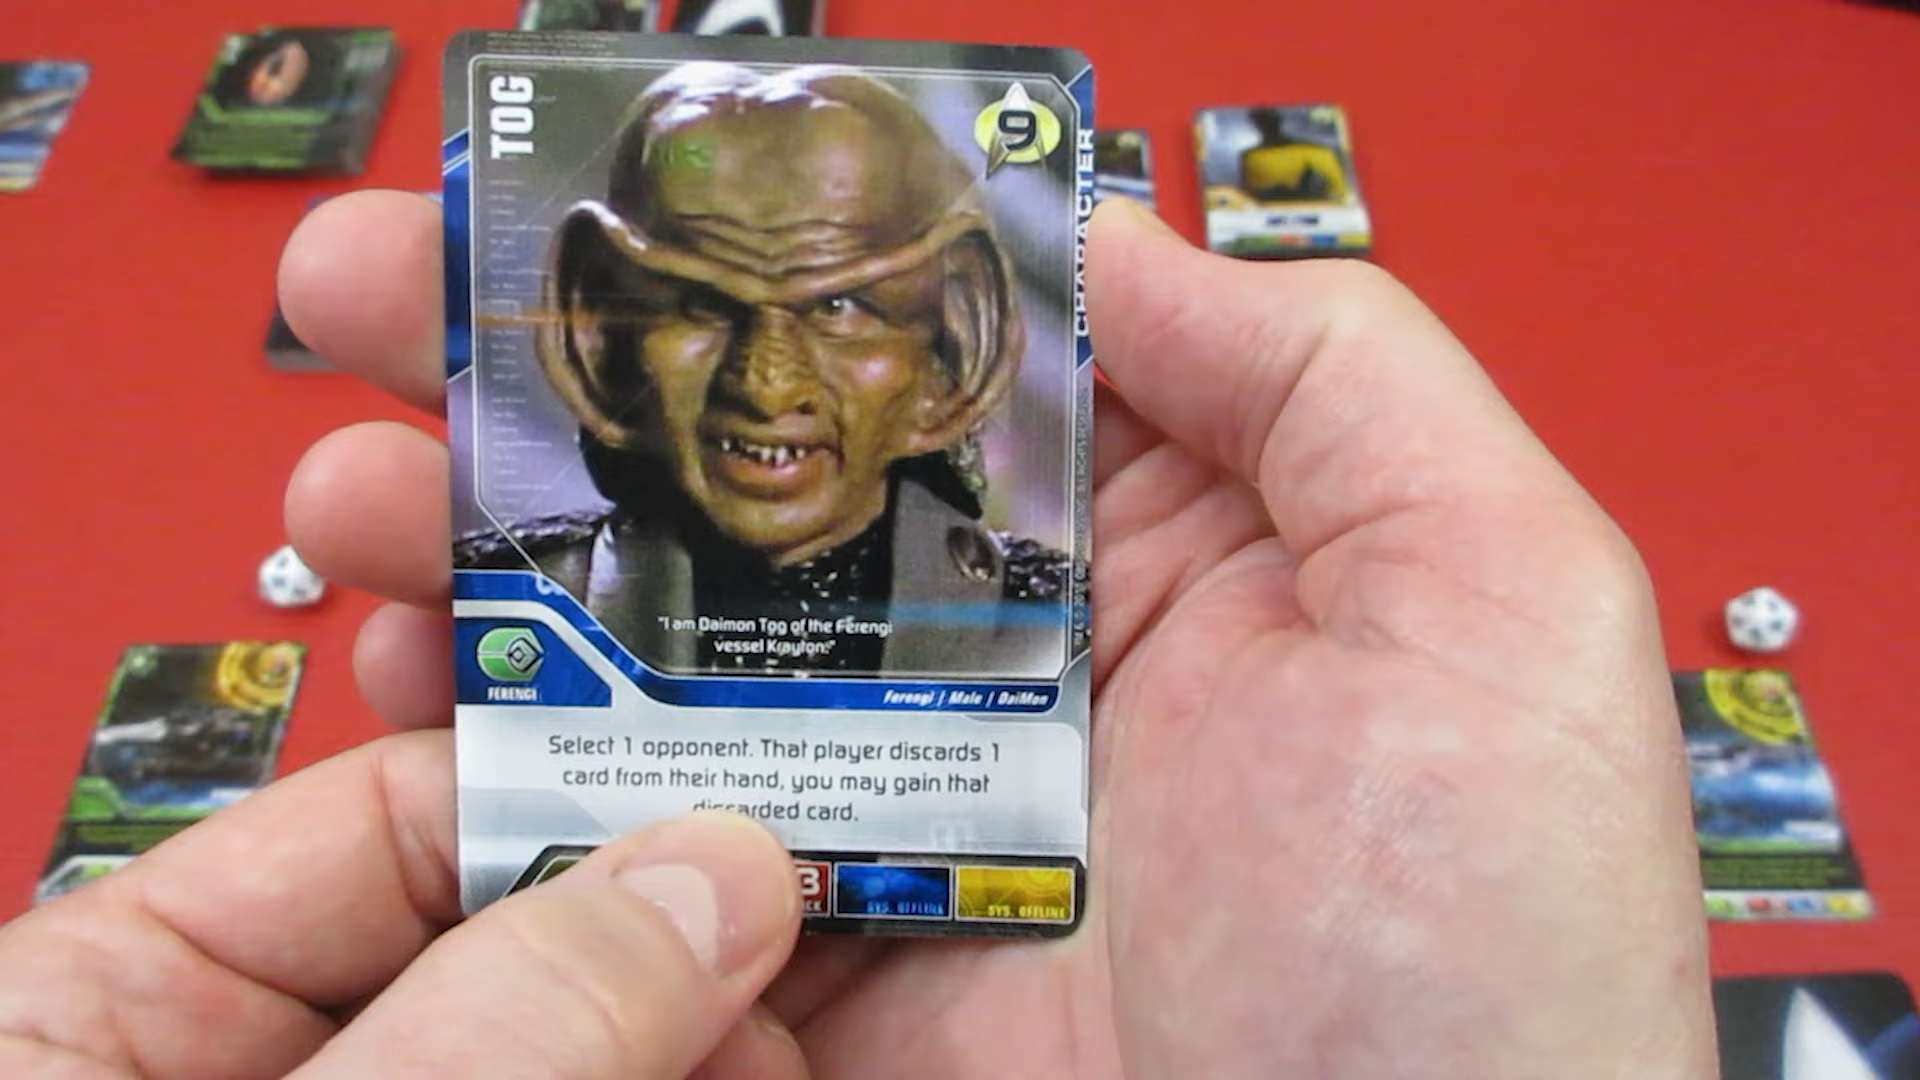 TOG
9
CHARACTER
"I am Daimon Tog of the Ferengi
vessel Krayton."
FERENGI
Ferengi | Male | DaiMon
Select 1 opponent. That player discards 1
card from their hand, you may gain that
discarded card.
3
SYS. OFFLINE
SYS. OFFLINE